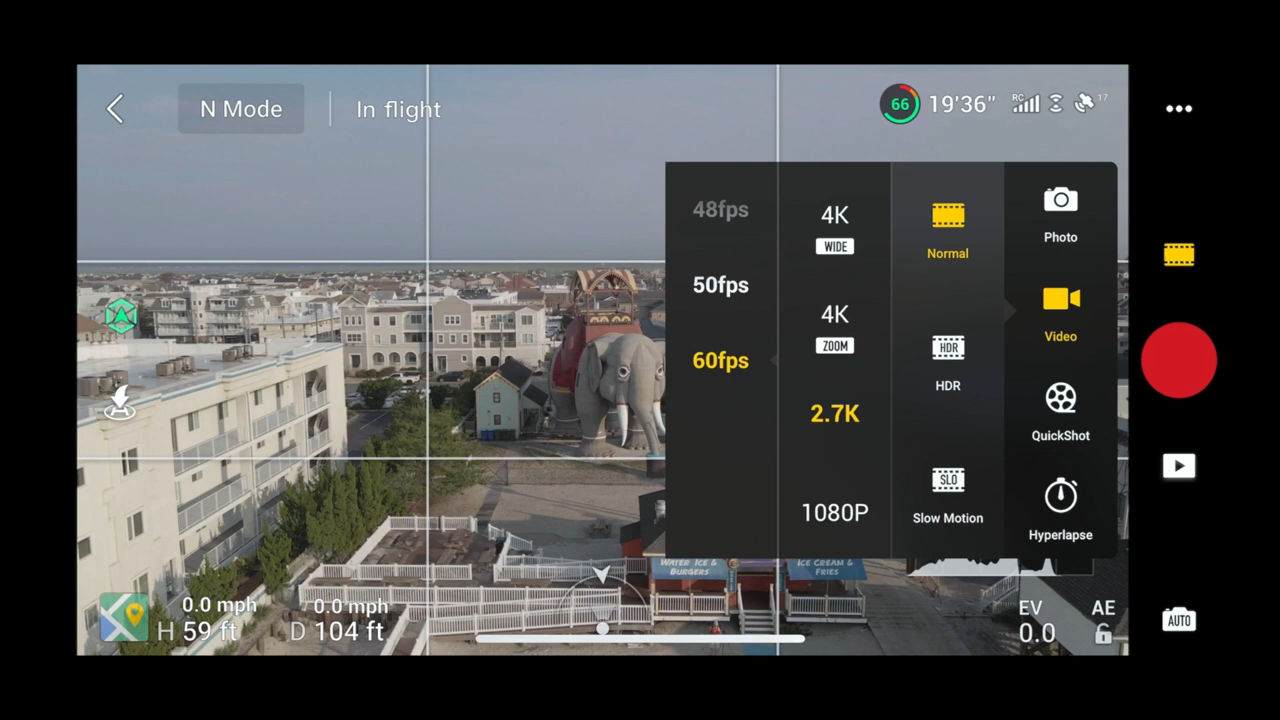 N Mode
In flight
66
19'36"
RC
17
48fps
50fps
60fps
4K
WIDE
4K
ZOOM
2.7K
1080P
Normal
HDR
HDR
SLO
Slow Motion
Photo
Video
QuickShot
Hyperlapse
WATER ICE &
BURGERS
ICE CREAM &
FRIES
0.0 mph
0.0 mph
H 59 ft
D 104 ft
EV
0.0
AE
AUTO